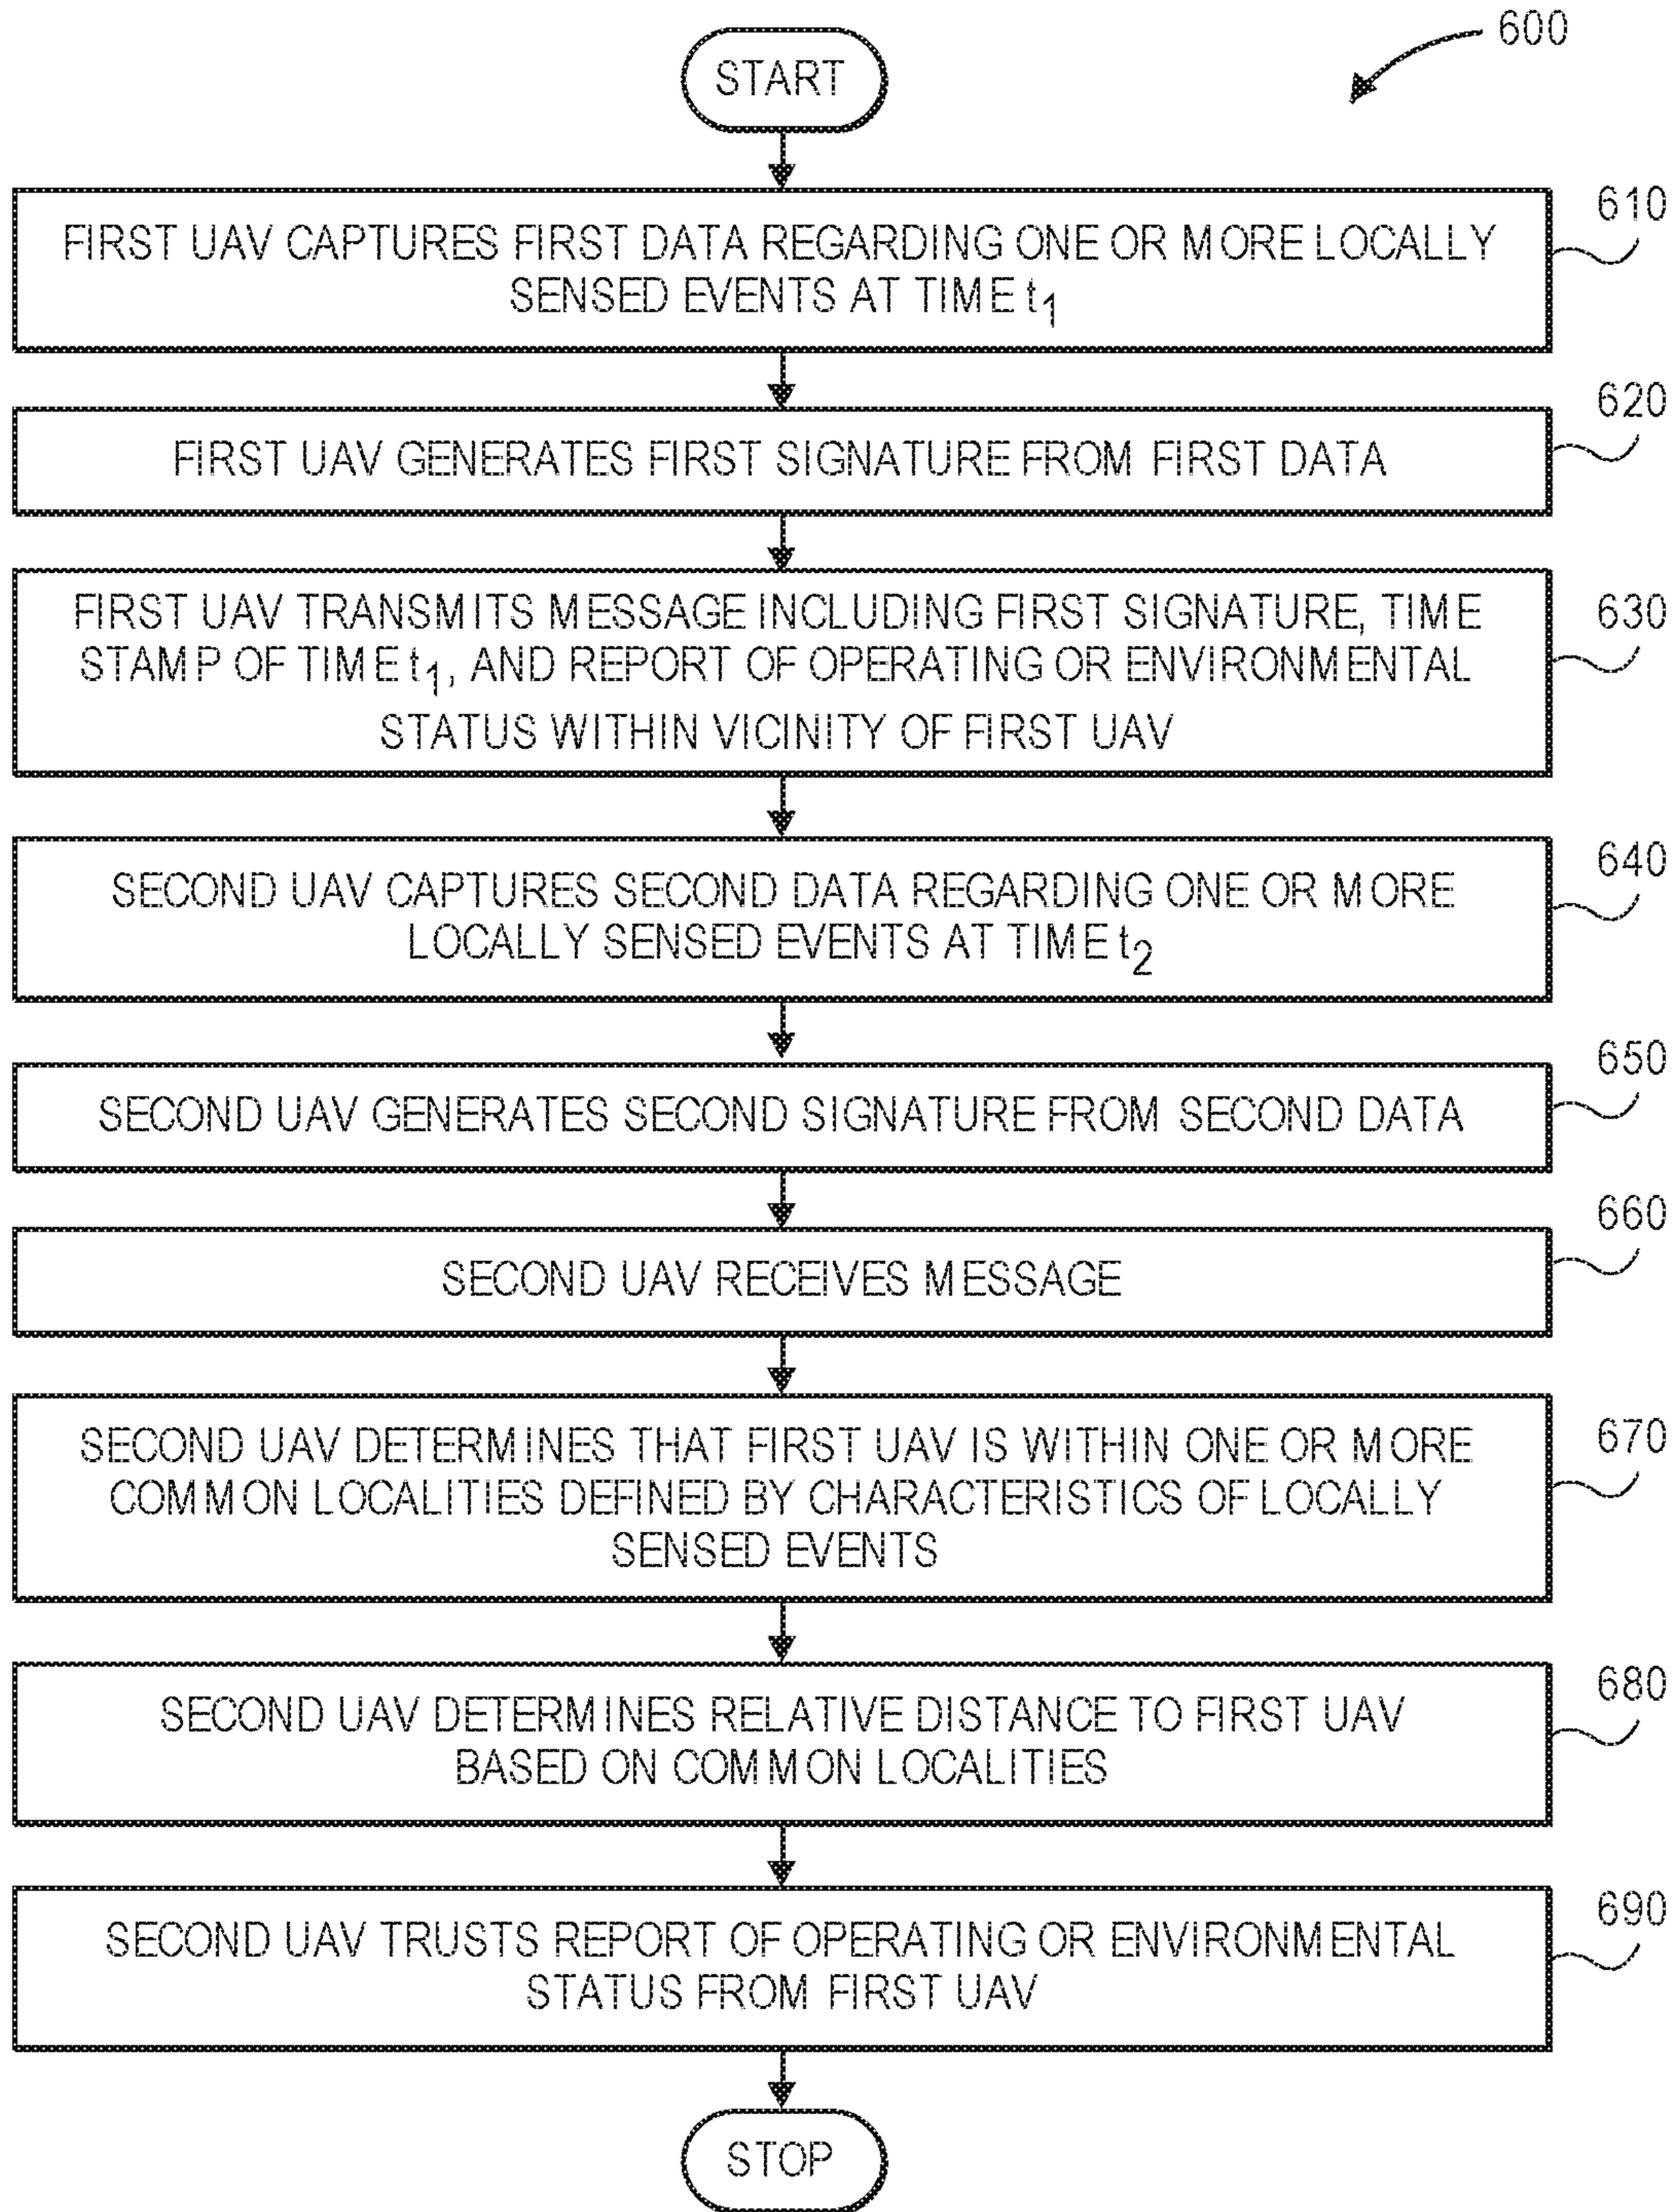 600
START
610
FIRST UAV CAPTURES FIRST DATA REGARDING ONE OR MORE LOCALLY
SENSED EVENTS AT TIME t₁
620
FIRST UAV GENERATES FIRST SIGNATURE FROM FIRST DATA
630
FIRST UAV TRANSMITS MESSAGE INCLUDING FIRST SIGNATURE, TIME
STAMP OF TIME t₁, AND REPORT OF OPERATING OR ENVIRONMENTAL
STATUS WITHIN VICINITY OF FIRST UAV
640
SECOND UAV CAPTURES SECOND DATA REGARDING ONE OR MORE
LOCALLY SENSED EVENTS AT TIME t₂
650
SECOND UAV GENERATES SECOND SIGNATURE FROM SECOND DATA
660
SECOND UAV RECEIVES MESSAGE
670
SECOND UAV DETERMINES THAT FIRST UAV IS WITHIN ONE OR MORE
COMMON LOCALITIES DEFINED BY CHARACTERISTICS OF LOCALLY
SENSED EVENTS
680
SECOND UAV DETERMINES RELATIVE DISTANCE TO FIRST UAV
BASED ON COMMON LOCALITIES
690
SECOND UAV TRUSTS REPORT OF OPERATING OR ENVIRONMENTAL
STATUS FROM FIRST UAV
STOP